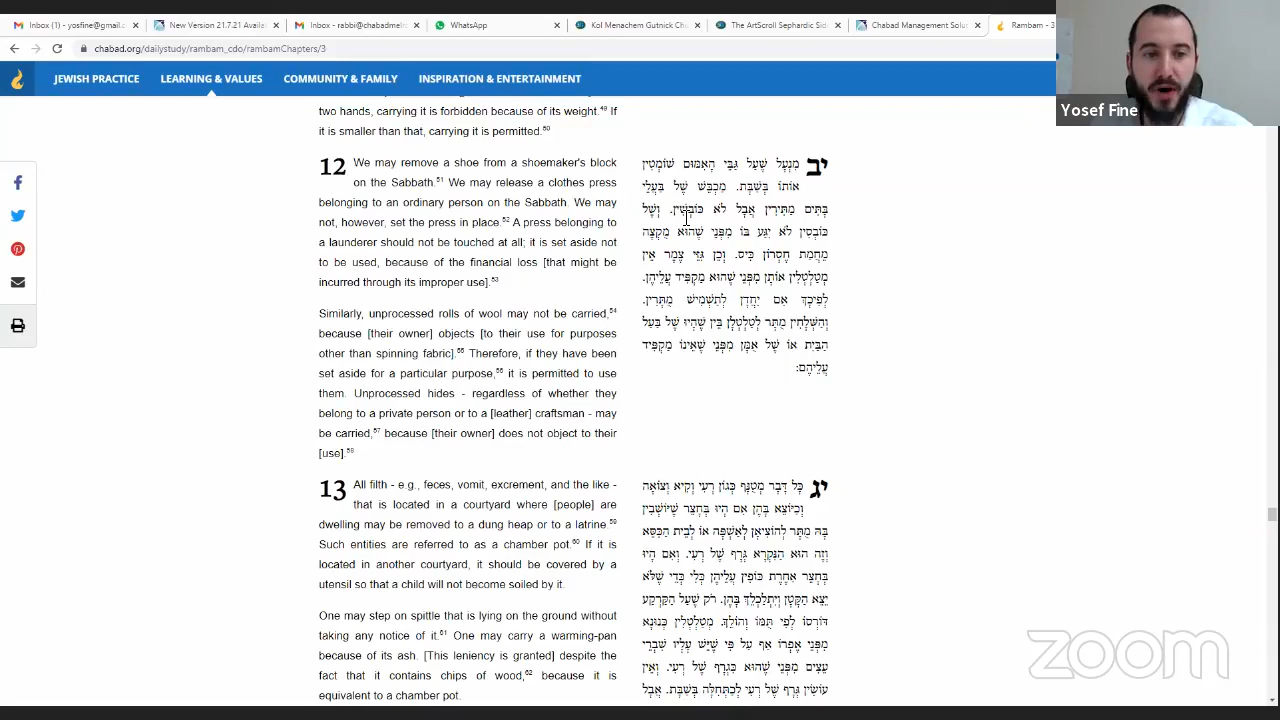 Inbox (1) - yosfine@gmail.c
New Version 21.7.21 Availa
Inbox - rabbi@chabadmelr
WhatsApp
Kol Menachem Gutnick Ch
The ArtScroll Sephardic Sid
Chabad Management Solut
Rambam - 3
chabad.org/dailystudy/rambam_cdo/rambamChapters/3
JEWISH PRACTICE LEARNING & VALUES COMMUNITY & FAMILY INSPIRATION & ENTERTAINMENT
Yosef Fine
two hands, carrying it is forbidden because of its weight.49 If
it is smaller than that, carrying it is permitted.50
12 We may remove a shoe from a shoemaker's block
on the Sabbath.51 We may release a clothes press
belonging to an ordinary person on the Sabbath. We may
not, however, set the press in place.52 A press belonging to
a launderer should not be touched at all; it is set aside not
to be used, because of the financial loss [that might be
incurred through its improper use].53
Similarly, unprocessed rolls of wool may not be carried,54
because [their owner] objects [to their use for purposes
other than spinning fabric].55 Therefore, if they have been
set aside for a particular purpose,56 it is permitted to use
them. Unprocessed hides - regardless of whether they
belong to a private person or to a [leather] craftsman - may
be carried,57 because [their owner] does not object to their
[use].58
יב מִנְעָל שֶׁעַל גַּבֵּי הָאִמּוּם שׁוֹמְטִין
אוֹתוֹ בְּשַׁבָּת. מַכְבֵּשׁ שֶׁל בַּעֲלֵי
בָּתִּים מַתִּירִין אֲבָל לֹא כּוֹבְשִׁין. וְשֶׁל
כּוֹבְסִין לֹא יִגַּע בּוֹ מִפְּנֵי שֶׁהוּא מֻקְצֶה
מֵחֲמַת חֶסְרוֹן כִּיס. וְכֵן גִּזֵּי צֶמֶר אֵין
מְטַלְטְלִין אוֹתָן מִפְּנֵי שֶׁהוּא מַקְפִּיד עֲלֵיהֶן.
לְפִיכָךְ אִם יִחֲדָן לְתַשְׁמִישׁ מֻתָּרִין.
וְהַשְּׁלָחִין מֻתָּר לְטַלְטְלָן בֵּין שֶׁהָיוּ שֶׁל בַּעַל
הַבַּיִת אוֹ שֶׁל אֻמָּן מִפְּנֵי שֶׁאֵינוֹ מַקְפִּיד
עֲלֵיהֶם:
13 All filth - e.g., feces, vomit, excrement, and the like -
that is located in a courtyard where [people] are
dwelling may be removed to a dung heap or to a latrine.59
Such entities are referred to as a chamber pot.60 If it is
located in another courtyard, it should be covered by a
utensil so that a child will not become soiled by it.
One may step on spittle that is lying on the ground without
taking any notice of it.61 One may carry a warming-pan
because of its ash. [This leniency is granted] despite the
fact that it contains chips of wood,62 because it is
equivalent to a chamber pot.
יג כָּל דָּבָר מְטֻנָּף כְּגוֹן רְעִי וְקִיא וְצוֹאָה
וְכַיּוֹצֵא בָּהֶן אִם הָיוּ בְּחָצֵר שֶׁיּוֹשְׁבִין
בָּהּ מֻתָּר לְהוֹצִיאָן לְאַשְׁפָּה אוֹ לְבֵית הַכִּסֵּא
וְזֶה הוּא הַנִּקְרָא גְּרָף שֶׁל רְעִי. וְאִם הָיוּ
בְּחָצֵר אַחֶרֶת כּוֹפִין עֲלֵיהֶן כְּלִי כְּדֵי שֶׁלֹּא
יֵצֵא הַקָּטָן וְיִתְלַכְלֵךְ בָּהֶן. רֹק שֶׁעַל הַקַּרְקַע
דּוֹרְסוֹ לְפִי תֻּמּוֹ וְהוֹלֵךְ. מְטַלְטְלִין כְּנוּנָא
מִפְּנֵי אֶפְרוֹ אַף עַל פִּי שֶׁיֵּשׁ עָלָיו שִׁבְרֵי
עֵצִים מִפְּנֵי שֶׁהוּא כִּגְרָף שֶׁל רְעִי. וְאֵין
עוֹשִׂין גְּרָף שֶׁל רְעִי לְכַתְּחִלָּה בְּשַׁבָּת. אֲבָל
zoom